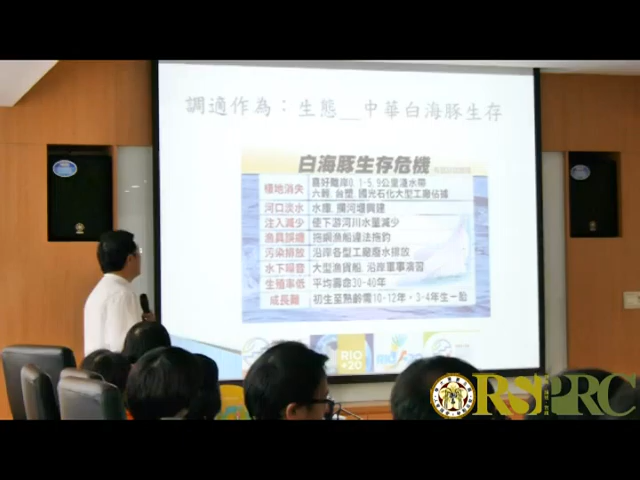 調適作為：生態__中華白海豚生存
白海豚生存危機
棲地消失 喜好離岸0.1-5.9公里淺水帶
六輕, 台塑, 國光石化大型工廠佔據
河口淡水 水庫, 攔河堰興建
注入減少 使下游河川水量減少
漁具誤纏 拖網漁船違法拖釣
污染排放 沿岸各型工廠廢水排放
水下噪音 大型漁貨船, 沿岸軍事演習
生殖率低 平均壽命30-40年
成長難 初生至熟齡需10-12年, 3-4年生一胎
RIO
+20
RSPRC